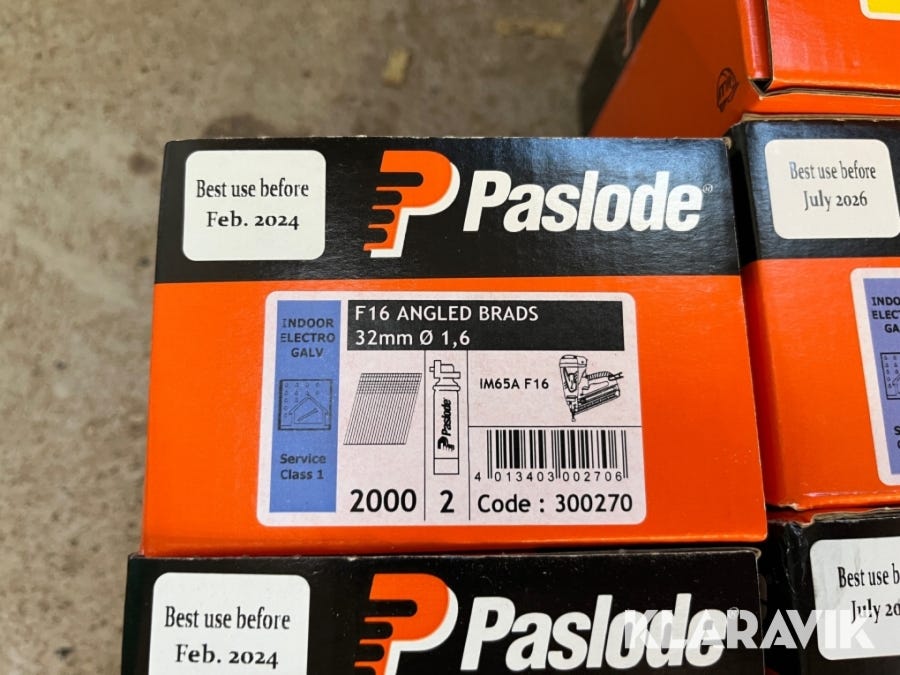 Best use before
Feb. 2024
Paslode®
Best use before
July 2026
F16 ANGLED BRADS
32mm Ø 1,6
INDOOR
ELECTRO
GALV
Service
Class 1
Paslode
IM65A F16
4 013403 002706
2000
2
Code : 300270
INDO
ELEC
G
S
Best use before
Feb. 2024
Paslode®
Best use b
July 20
KLARAVIK